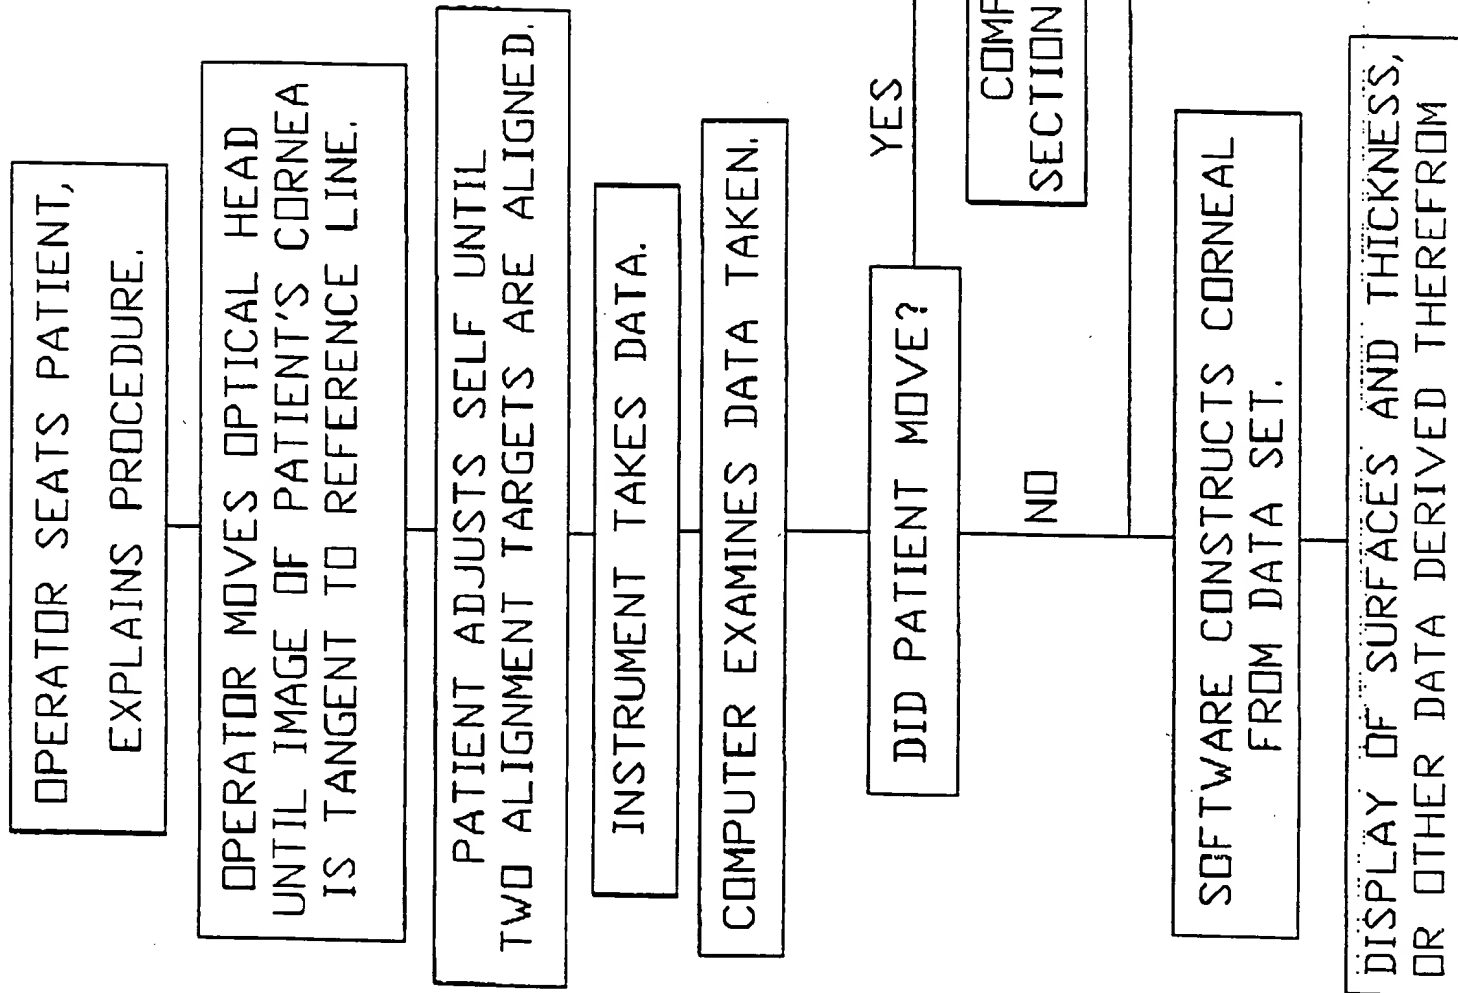 OPERATOR SEATS PATIENT,
EXPLAINS PROCEDURE.
OPERATOR MOVES OPTICAL HEAD
UNTIL IMAGE OF PATIENT'S CORNEA
IS TANGENT TO REFERENCE LINE.
PATIENT ADJUSTS SELF UNTIL
TWO ALIGNMENT TARGETS ARE ALIGNED.
INSTRUMENT TAKES DATA.
COMPUTER EXAMINES DATA TAKEN.
DID PATIENT MOVE?
YES
NO
SECTION
SOFTWARE CONSTRUCTS CORNEAL
FROM DATA SET.
DISPLAY OF SURFACES AND THICKNESS,
OR OTHER DATA DERIVED THEREFROM